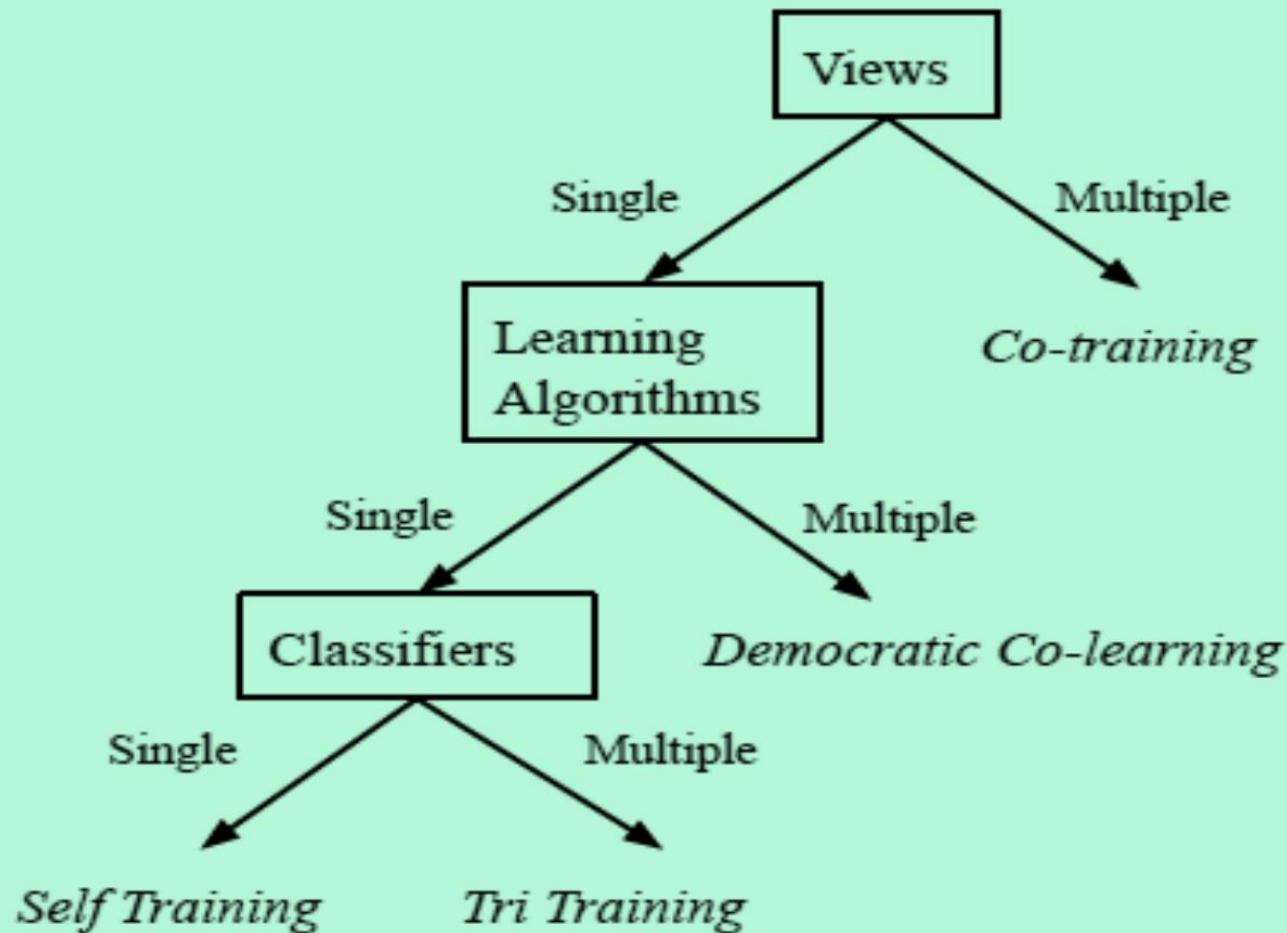 Views
Single
Multiple
Learning
Algorithms
Co-training
Single
Multiple
Classifiers
Democratic Co-learning
Single
Multiple
Self Training
Tri Training